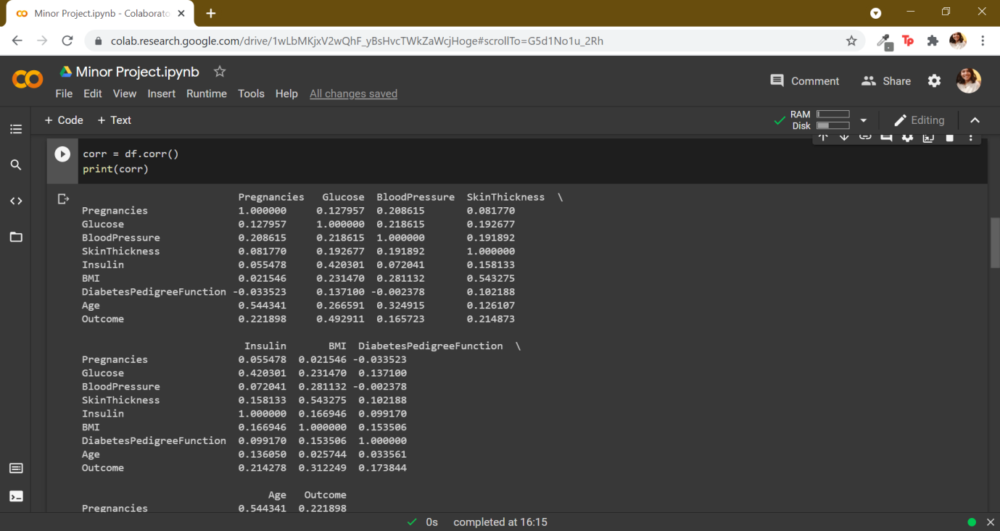 Minor Project.ipynb - Colaborato
colab.research.google.com/drive/1wLbMKjxV2wQhF_yBsHvcTWkZaWcjHoge#scrollTo=G5d1No1u_2Rh
Tp
Minor Project.ipynb
Comment Share
File Edit View Insert Runtime Tools Help All changes saved
+ Code + Text
RAM
Disk
Editing
corr = df.corr()
print(corr)
Pregnancies Glucose BloodPressure SkinThickness \
Pregnancies 1.000000 0.127957 0.208615 0.081770
Glucose 0.127957 1.000000 0.218615 0.192677
BloodPressure 0.208615 0.218615 1.000000 0.191892
SkinThickness 0.081770 0.192677 0.191892 1.000000
Insulin 0.055478 0.420301 0.072041 0.158133
BMI 0.021546 0.231470 0.281132 0.543275
DiabetesPedigreeFunction -0.033523 0.137100 -0.002378 0.102188
Age 0.544341 0.266591 0.324915 0.126107
Outcome 0.221898 0.492911 0.165723 0.214873
Insulin BMI DiabetesPedigreeFunction \
Pregnancies 0.055478 0.021546 -0.033523
Glucose 0.420301 0.231470 0.137100
BloodPressure 0.072041 0.281132 -0.002378
SkinThickness 0.158133 0.543275 0.102188
Insulin 1.000000 0.166946 0.099170
BMI 0.166946 1.000000 0.153506
DiabetesPedigreeFunction 0.099170 0.153506 1.000000
Age 0.136050 0.025744 0.033561
Outcome 0.214278 0.312249 0.173844
Age Outcome
Pregnancies 0.544341 0.221898
0s completed at 16:15